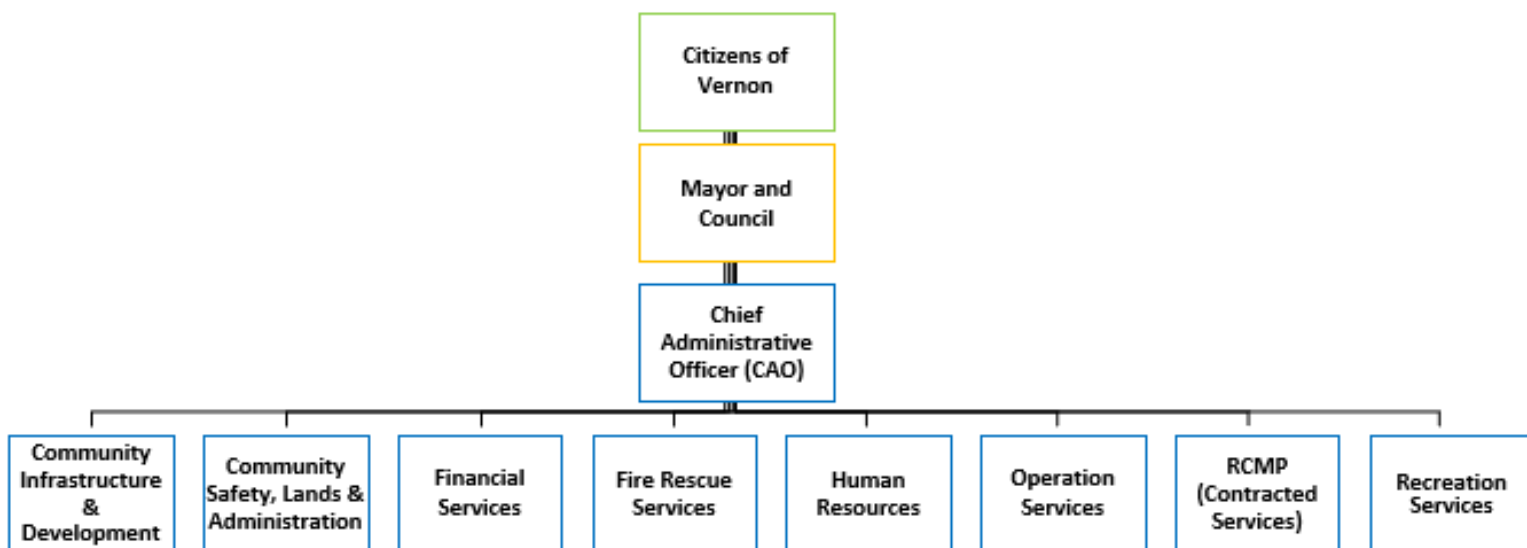 Citizens of
Vernon
Mayor and
Council
Chief
Administrative
Officer (CAO)
Community
Infrastructure
&
Development
Community
Safety, Lands &
Administration
Financial
Services
Fire Rescue
Services
Human
Resources
Operation
Services
RCMP
(Contracted
Services)
Recreation
Services